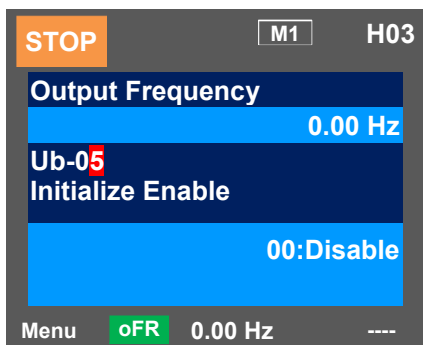 STOP M1 H03
Output Frequency
0.00 Hz
Ub-05
Initialize Enable
00:Disable
Menu oFR 0.00 Hz ----